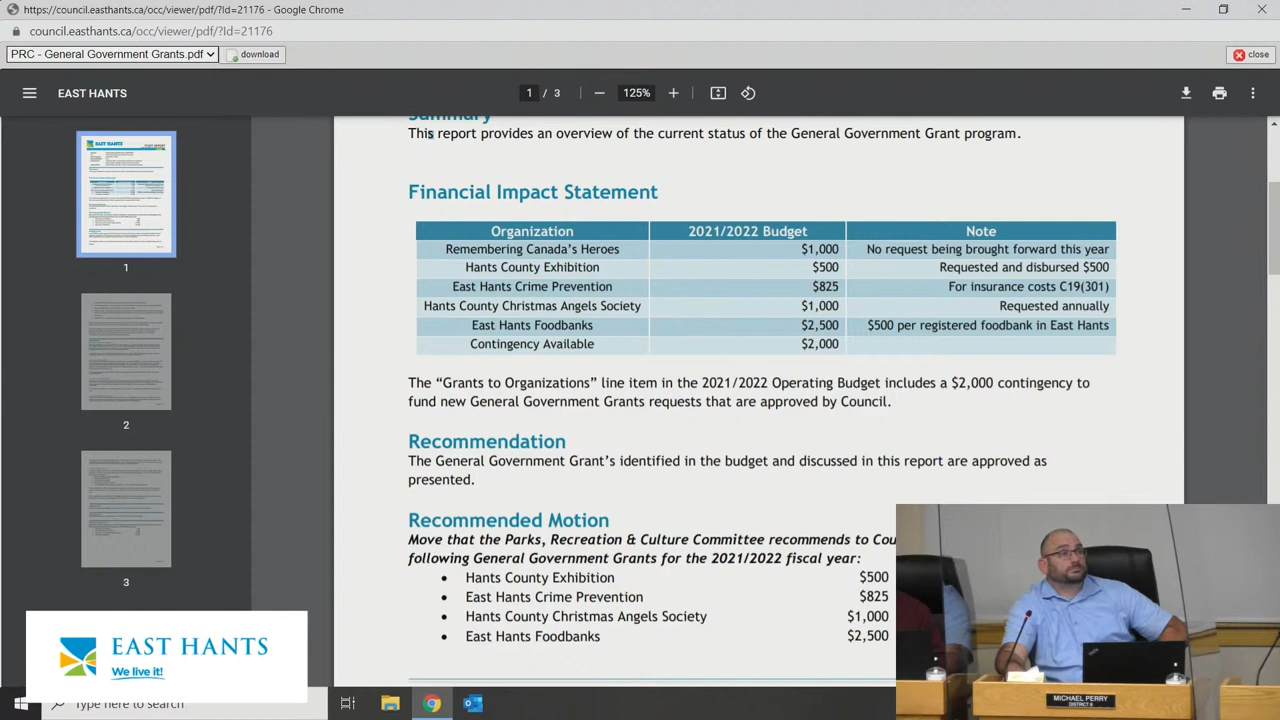 https://council.easthants.ca/occ/viewer/pdf/?Id=21176 - Google Chrome
council.easthants.ca/occ/viewer/pdf/?Id=21176
PRC - General Government Grants.pdf
download
close
EAST HANTS
1 / 3
125%
Summary
This report provides an overview of the current status of the General Government Grant program.
Financial Impact Statement
Organization 2021/2022 Budget Note
Remembering Canada's Heroes $1,000 No request being brought forward this year
Hants County Exhibition $500 Requested and disbursed $500
East Hants Crime Prevention $825 For insurance costs C19(301)
Hants County Christmas Angels Society $1,000 Requested annually
East Hants Foodbanks $2,500 $500 per registered foodbank in East Hants
Contingency Available $2,000
The “Grants to Organizations” line item in the 2021/2022 Operating Budget includes a $2,000 contingency to
fund new General Government Grants requests that are approved by Council.
Recommendation
The General Government Grant’s identified in the budget and discussed in this report are approved as
presented.
Recommended Motion
Move that the Parks, Recreation & Culture Committee recommends to Cou
following General Government Grants for the 2021/2022 fiscal year:
• Hants County Exhibition $500
• East Hants Crime Prevention $825
• Hants County Christmas Angels Society $1,000
• East Hants Foodbanks $2,500
1
2
3
EAST HANTS
We live it!
Type here to search
MICHAEL PERRY